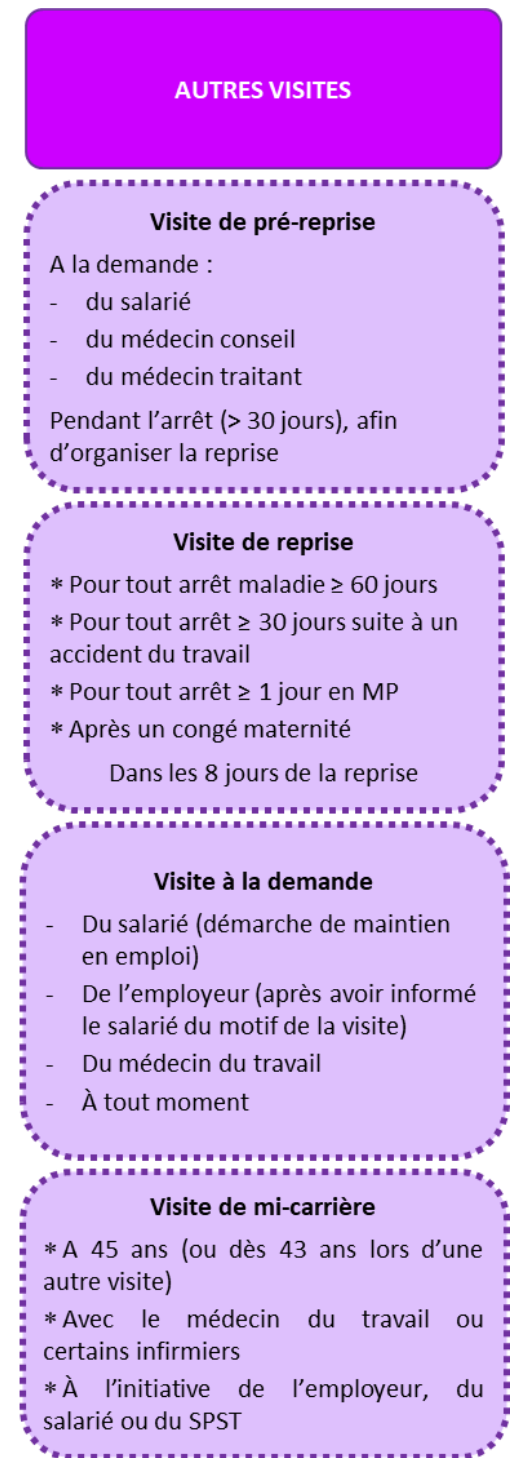 AUTRES VISITES
Visite de pré-reprise
A la demande :
- du salarié
- du médecin conseil
- du médecin traitant
Pendant l’arrêt (> 30 jours), afin
d’organiser la reprise
Visite de reprise
* Pour tout arrêt maladie ≥ 60 jours
* Pour tout arrêt ≥ 30 jours suite à un
accident du travail
* Pour tout arrêt ≥ 1 jour en MP
* Après un congé maternité
Dans les 8 jours de la reprise
Visite à la demande
- Du salarié (démarche de maintien
en emploi)
- De l’employeur (après avoir informé
le salarié du motif de la visite)
- Du médecin du travail
- À tout moment
Visite de mi-carrière
* A 45 ans (ou dès 43 ans lors d’une
autre visite)
* Avec le médecin du travail ou
certains infirmiers
* À l’initiative de l’employeur, du
salarié ou du SPST